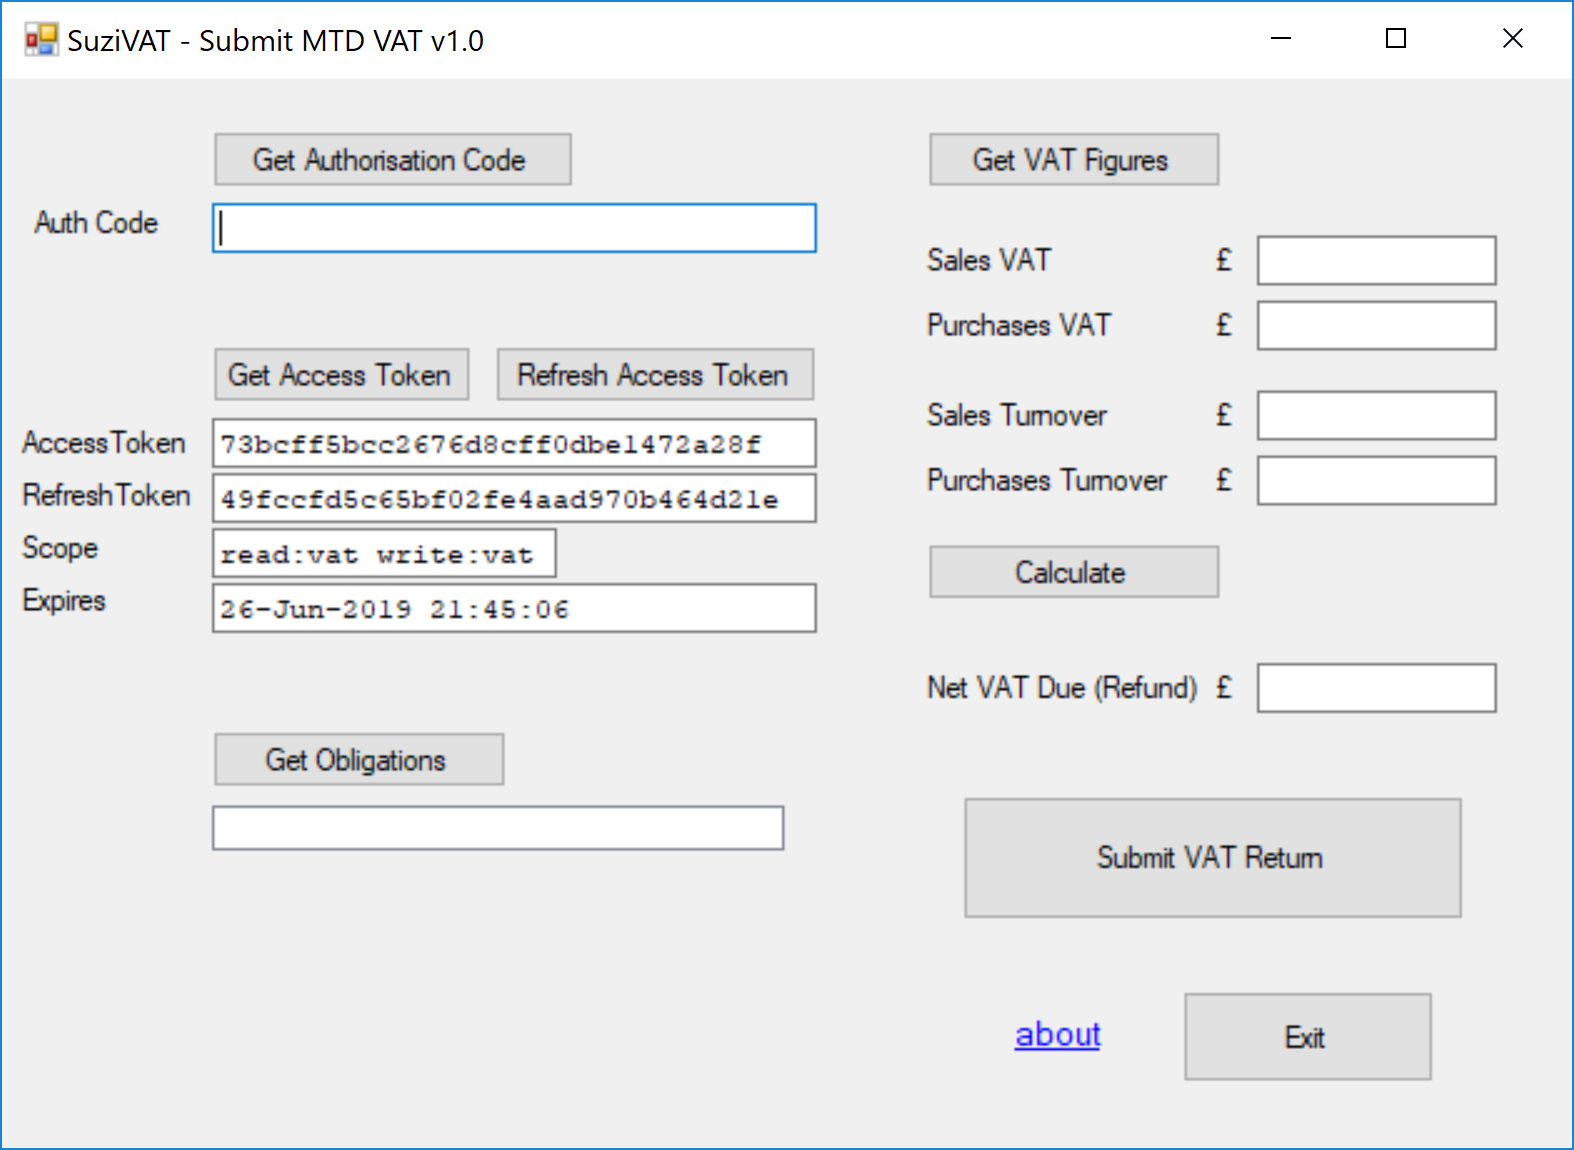 SuziVAT - Submit MTD VAT v1.0
Get Authorisation Code
Auth Code
Get Access Token
Refresh Access Token
AccessToken
73bcff5bcc2676d8cff0dbe1472a28f
RefreshToken
49fccfd5c65bf02fe4aad970b464d21e
Scope
read:vat write:vat
Expires
26-Jun-2019 21:45:06
Get Obligations
Get VAT Figures
Sales VAT £
Purchases VAT £
Sales Turnover £
Purchases Turnover £
Calculate
Net VAT Due (Refund) £
Submit VAT Return
about
Exit